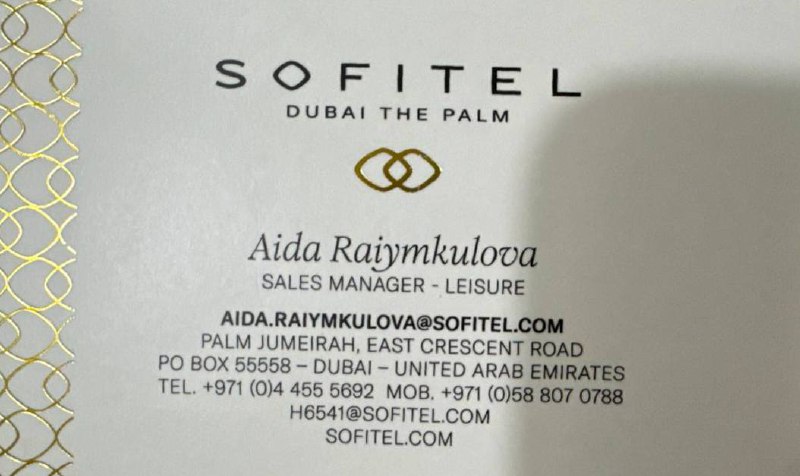 SOFITEL
DUBAI THE PALM
Aida Raiymkulova
SALES MANAGER - LEISURE
AIDA.RAIYMKULOVA@SOFITEL.COM
PALM JUMEIRAH, EAST CRESCENT ROAD
PO BOX 55558 – DUBAI – UNITED ARAB EMIRATES
TEL. +971 (0)4 455 5692 MOB. +971 (0)58 807 0788
H6541@SOFITEL.COM
SOFITEL.COM